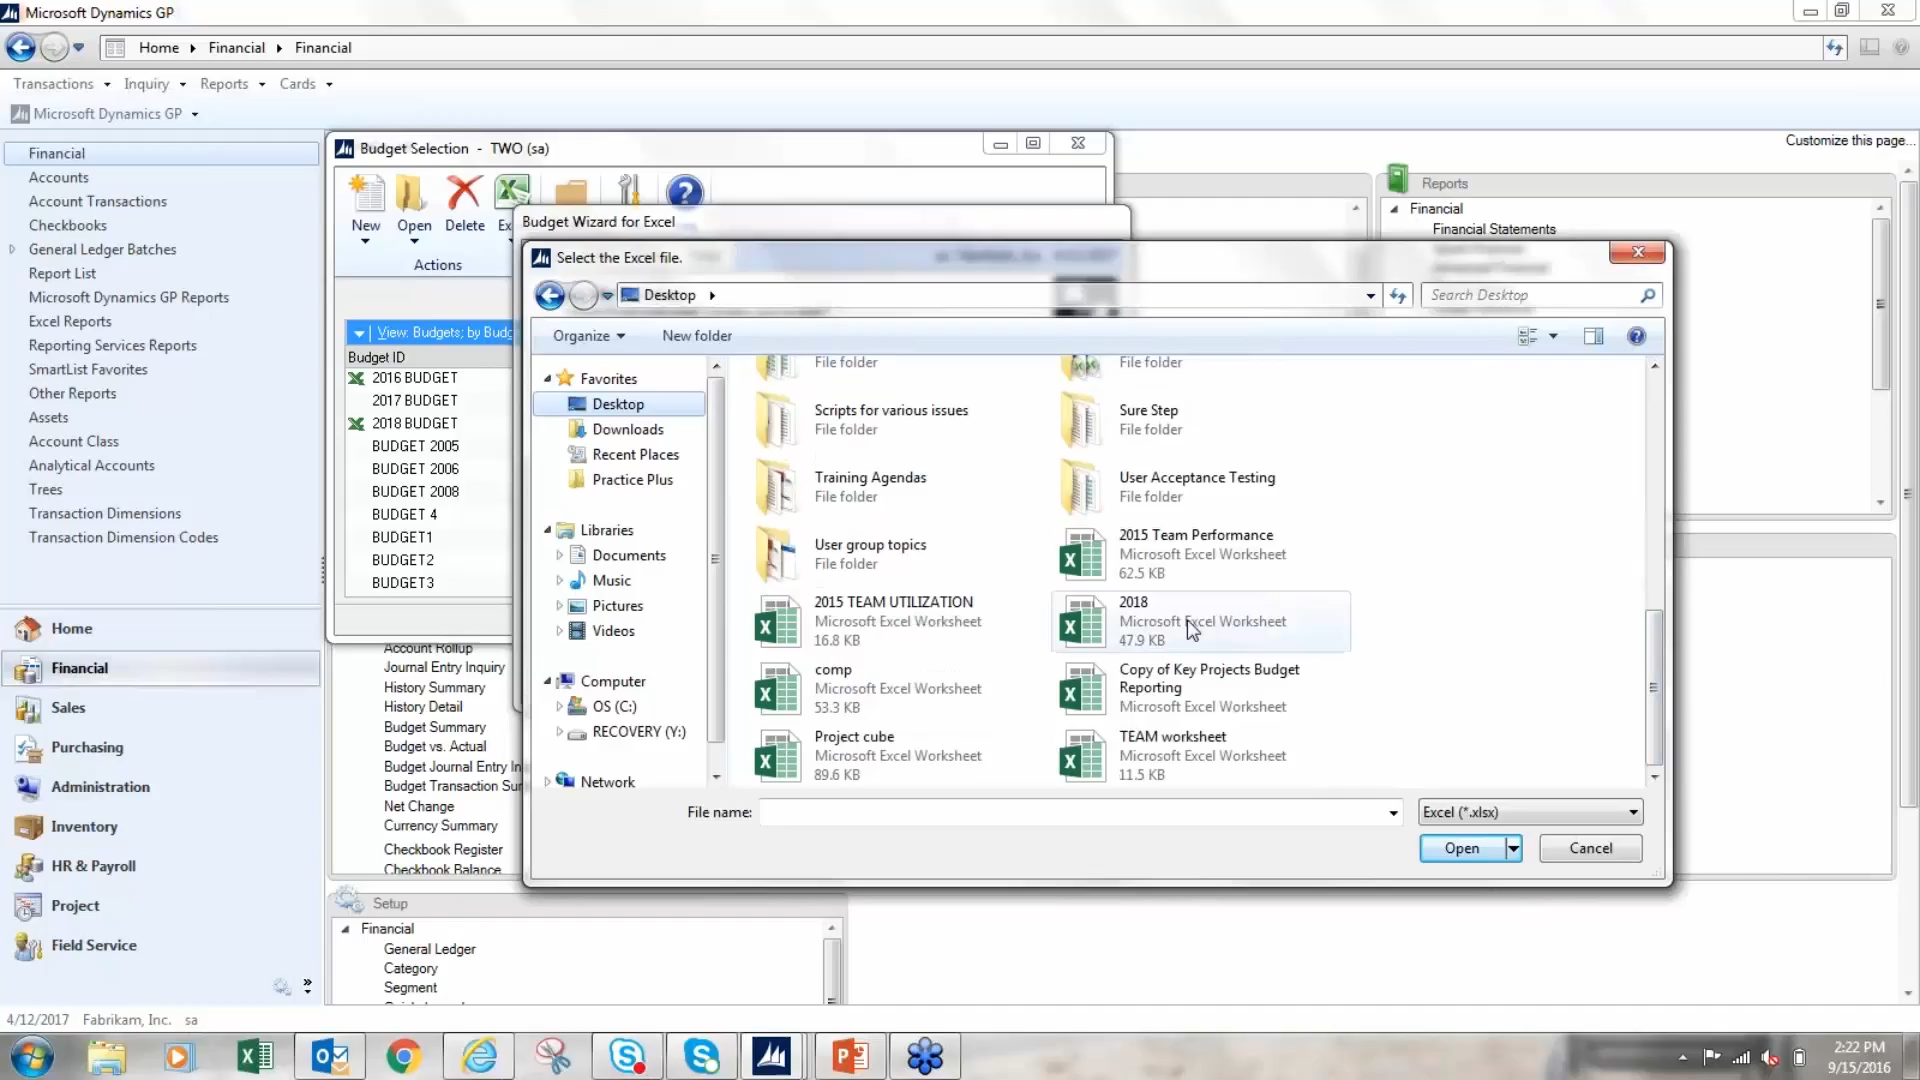 Microsoft Dynamics GP
Home
Financial
Financial
Transactions
Inquiry
Reports
Cards
Microsoft Dynamics GP
Customize this page...
Financial
Accounts
Account Transactions
Checkbooks
General Ledger Batches
Report List
Microsoft Dynamics GP Reports
Excel Reports
Reporting Services Reports
SmartList Favorites
Other Reports
Assets
Account Class
Analytical Accounts
Trees
Transaction Dimensions
Transaction Dimension Codes
Home
Financial
Sales
Purchasing
Administration
Inventory
HR & Payroll
Project
Field Service
Budget Selection - TWO (sa)
New
Open
Delete
Ex
Actions
View: Budgets; by Budg
Budget ID
2016 BUDGET
2017 BUDGET
2018 BUDGET
BUDGET 2005
BUDGET 2006
BUDGET 2008
BUDGET 4
BUDGET1
BUDGET2
BUDGET3
Account Rollup
Journal Entry Inquiry
History Summary
History Detail
Budget Summary
Budget vs. Actual
Budget Journal Entry In
Budget Transaction Sur
Net Change
Currency Summary
Checkbook Register
Checkbook Balance
Setup
Financial
General Ledger
Category
Segment
Reports
Financial
Financial Statements
Budget Wizard for Excel
Select the Excel file.
Desktop
Search Desktop
Organize
New folder
Favorites
Desktop
Downloads
Recent Places
Practice Plus
Libraries
Documents
Music
Pictures
Videos
Computer
OS (C:)
RECOVERY (Y:)
Network
File folder
File folder
Scripts for various issues
File folder
Sure Step
File folder
Training Agendas
File folder
User Acceptance Testing
File folder
User group topics
File folder
2015 Team Performance
Microsoft Excel Worksheet
62.5 KB
2015 TEAM UTILIZATION
Microsoft Excel Worksheet
16.8 KB
2018
Microsoft Excel Worksheet
47.9 KB
comp
Microsoft Excel Worksheet
53.3 KB
Copy of Key Projects Budget
Reporting
Microsoft Excel Worksheet
Project cube
Microsoft Excel Worksheet
89.6 KB
TEAM worksheet
Microsoft Excel Worksheet
11.5 KB
File name:
Excel (*.xlsx)
Open
Cancel
4/12/2017 Fabrikam, Inc. sa
2:22 PM
9/15/2016